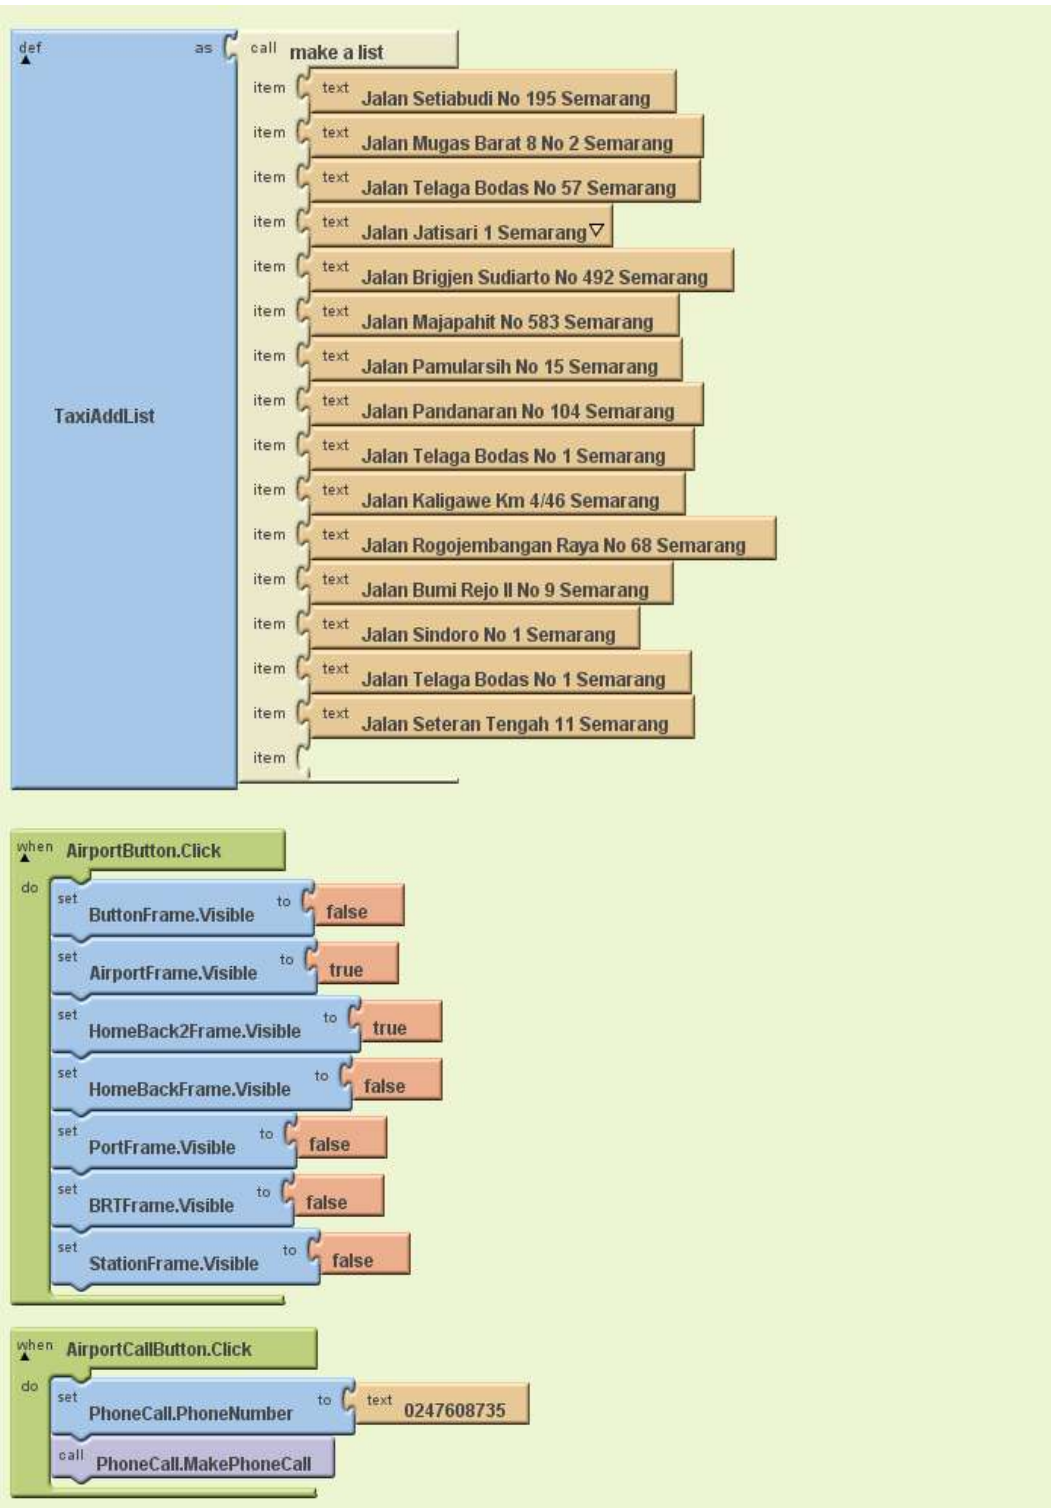 def as call make a list
item text Jalan Setiabudi No 195 Semarang
item text Jalan Mugas Barat 8 No 2 Semarang
item text Jalan Telaga Bodas No 57 Semarang
item text Jalan Jatisari 1 Semarang
item text Jalan Brigjen Sudiarto No 492 Semarang
item text Jalan Majapahit No 583 Semarang
item text Jalan Pamularsih No 15 Semarang
TaxiAddList
item text Jalan Pandanaran No 104 Semarang
item text Jalan Telaga Bodas No 1 Semarang
item text Jalan Kaligawe Km 4/46 Semarang
item text Jalan Rogojembangan Raya No 68 Semarang
item text Jalan Bumi Rejo II No 9 Semarang
item text Jalan Sindoro No 1 Semarang
item text Jalan Telaga Bodas No 1 Semarang
item text Jalan Seteran Tengah 11 Semarang
item
when AirportButton.Click
do set ButtonFrame.Visible to false
set AirportFrame.Visible to true
set HomeBack2Frame.Visible to true
set HomeBackFrame.Visible to false
set PortFrame.Visible to false
set BRTFrame.Visible to false
set StationFrame.Visible to false
when AirportCallButton.Click
do set PhoneCall.PhoneNumber to text 0247608735
call PhoneCall.MakePhoneCall